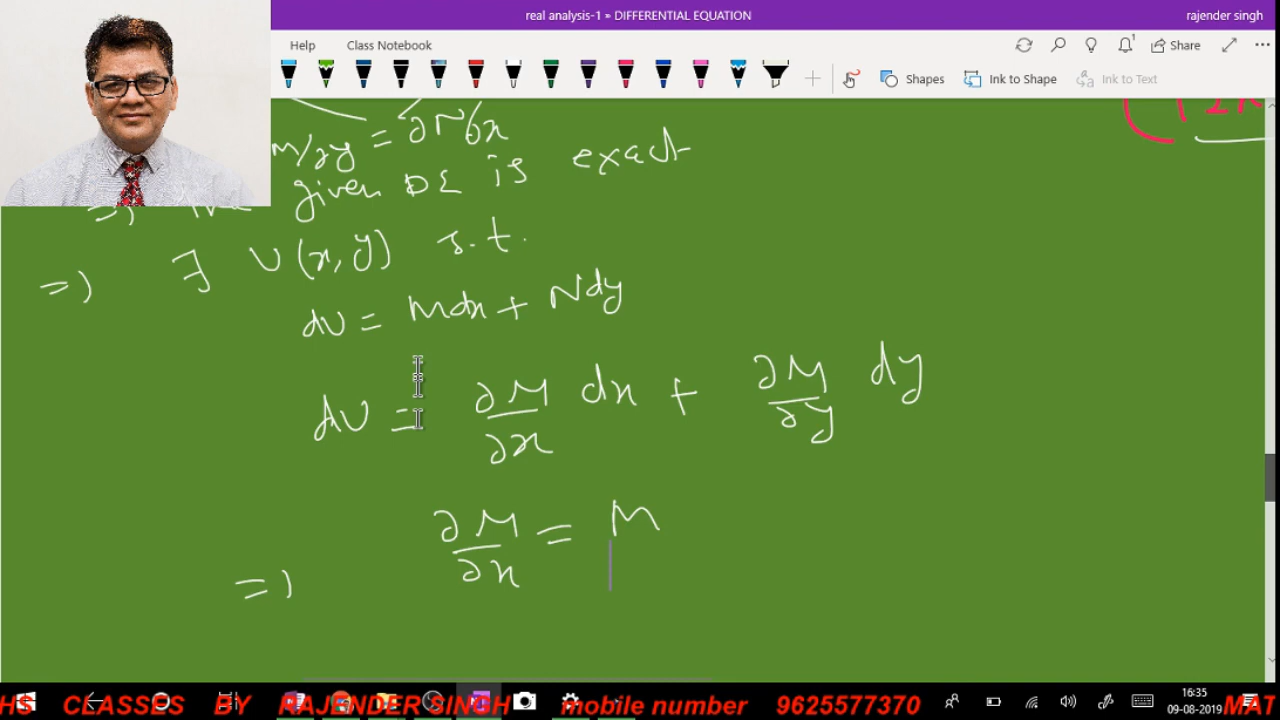 real analysis-1 » DIFFERENTIAL EQUATION
rajender singh
Help Class Notebook
Share
Shapes Ink to Shape Ink to Text
M/∂y = ∂N/∂x
=> given DE is exact
=> ∃ U(x, y) s.t.
dU = Mdx + Ndy
dU = ∂M/∂x dx + ∂M/∂y dy
=> ∂M/∂x = M
HS CLASSES BY RAJENDER SINGH mobile number 9625577370 MAT
16:35
09-08-2019